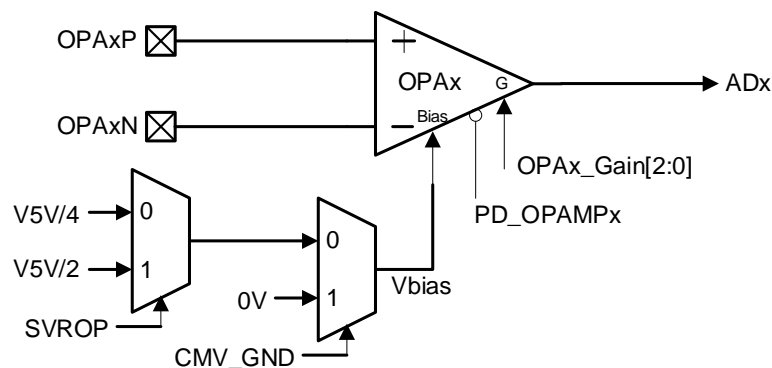 OPAxP
+
OPAx
G
ADx
OPAxN
−
Bias
OPAx_Gain[2:0]
PD_OPAMPx
V5V/4
0
V5V/2
1
SVROP
0
0V
1
Vbias
CMV_GND